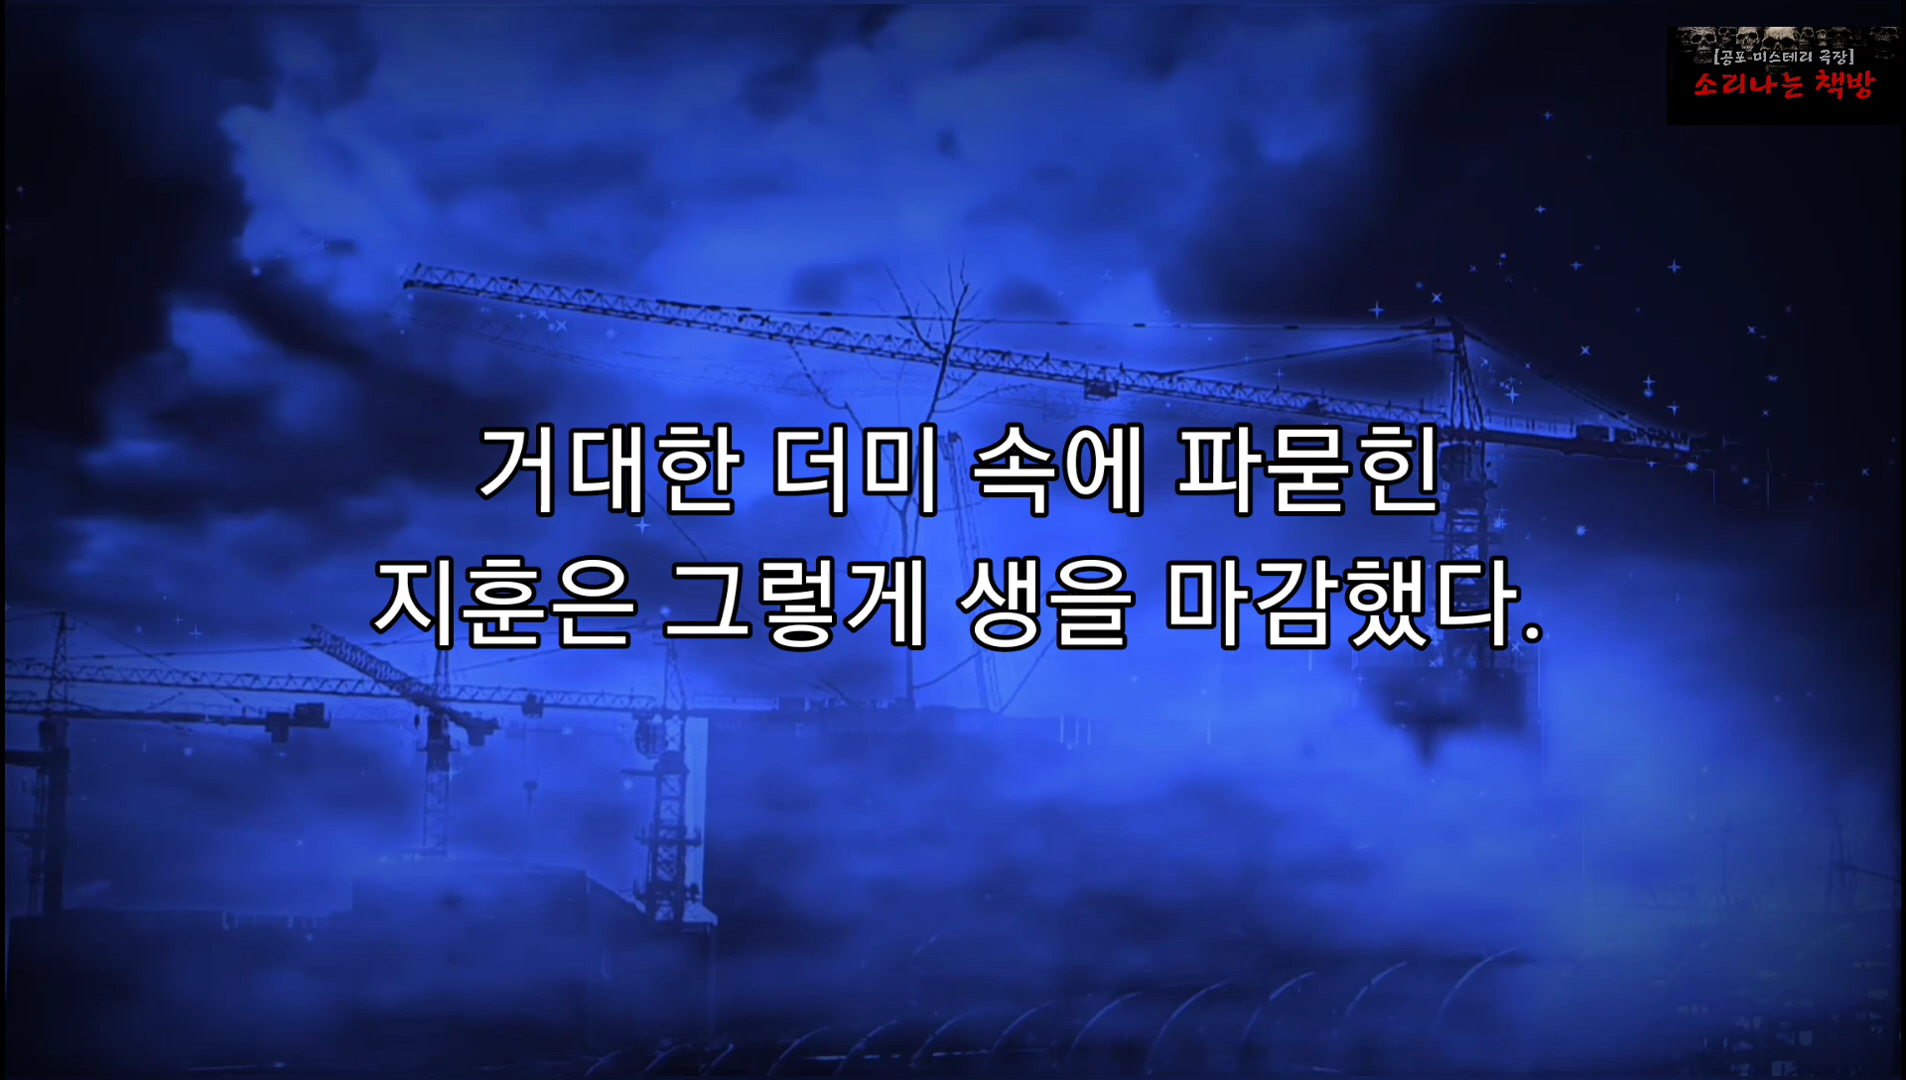 [공포·미스테리 극장]
소리나는 책방
거대한 더미 속에 파묻힌
지훈은 그렇게 생을 마감했다.